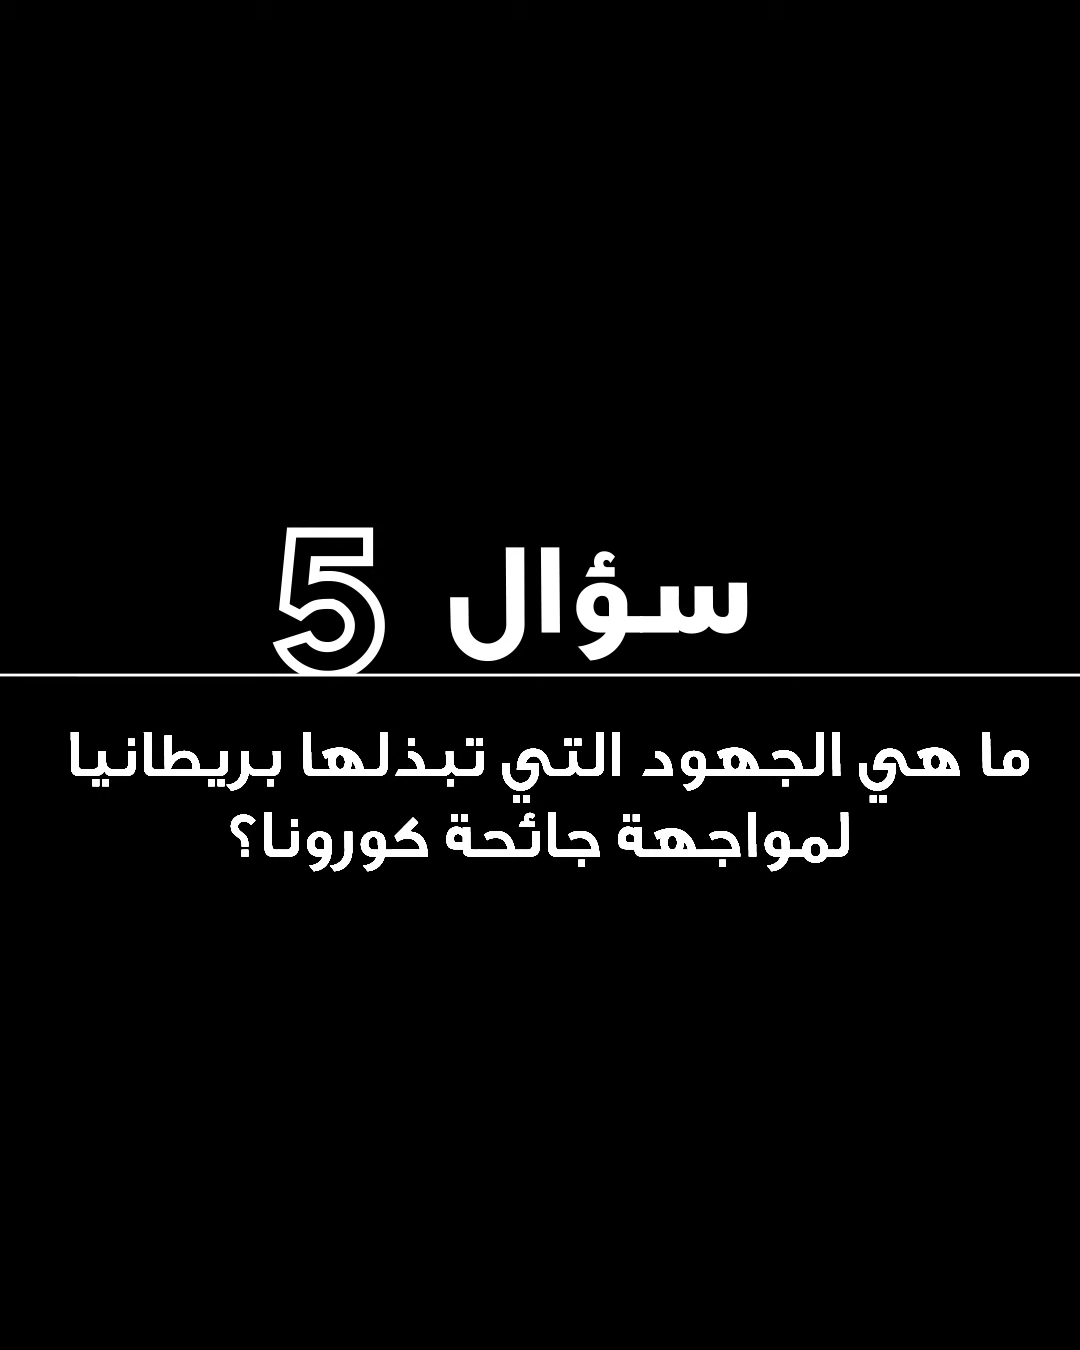 سؤال 5
ما هي الجهود التي تبذلها بريطانيا
لمواجهة جائحة كورونا؟